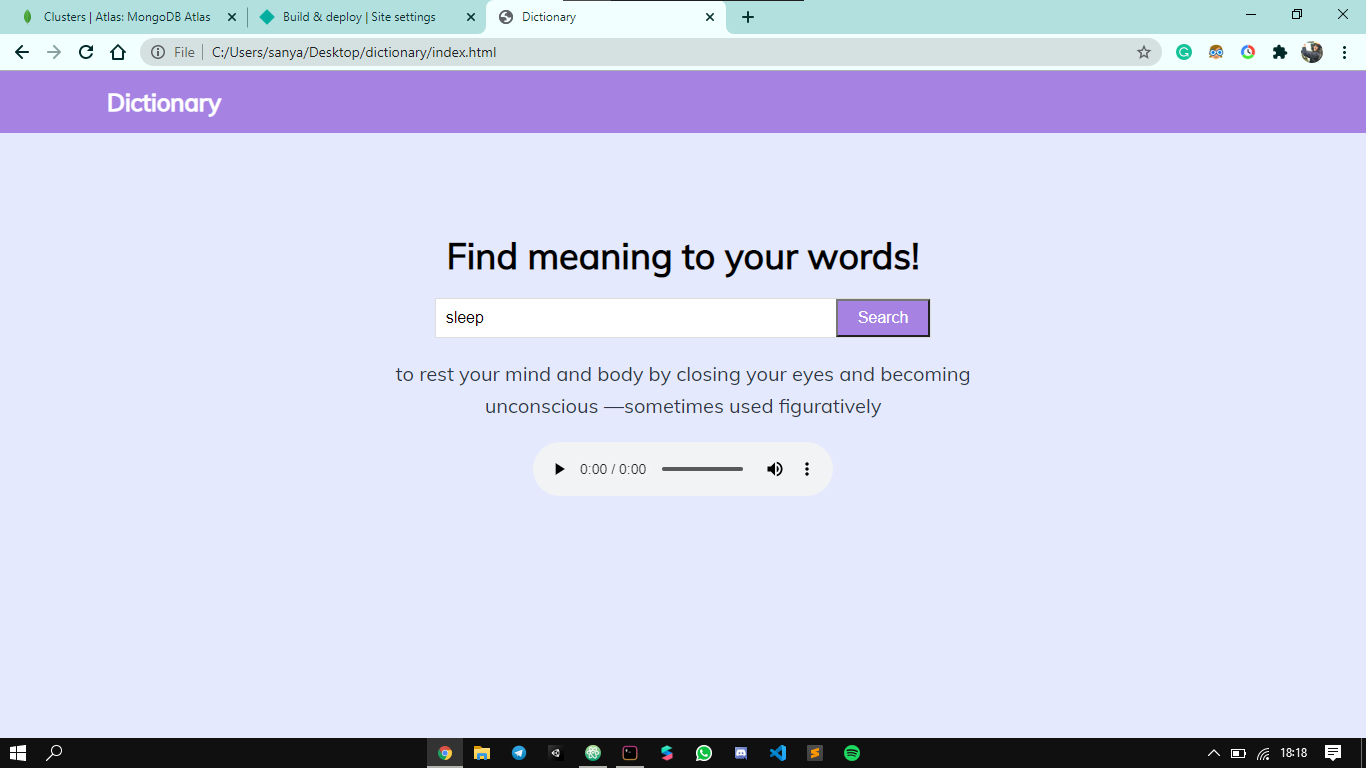 Clusters | Atlas: MongoDB Atlas
Build & deploy | Site settings
Dictionary
File
C:/Users/sanya/Desktop/dictionary/index.html
Dictionary
Find meaning to your words!
sleep
Search
to rest your mind and body by closing your eyes and becoming
unconscious —sometimes used figuratively
0:00 / 0:00
18:18